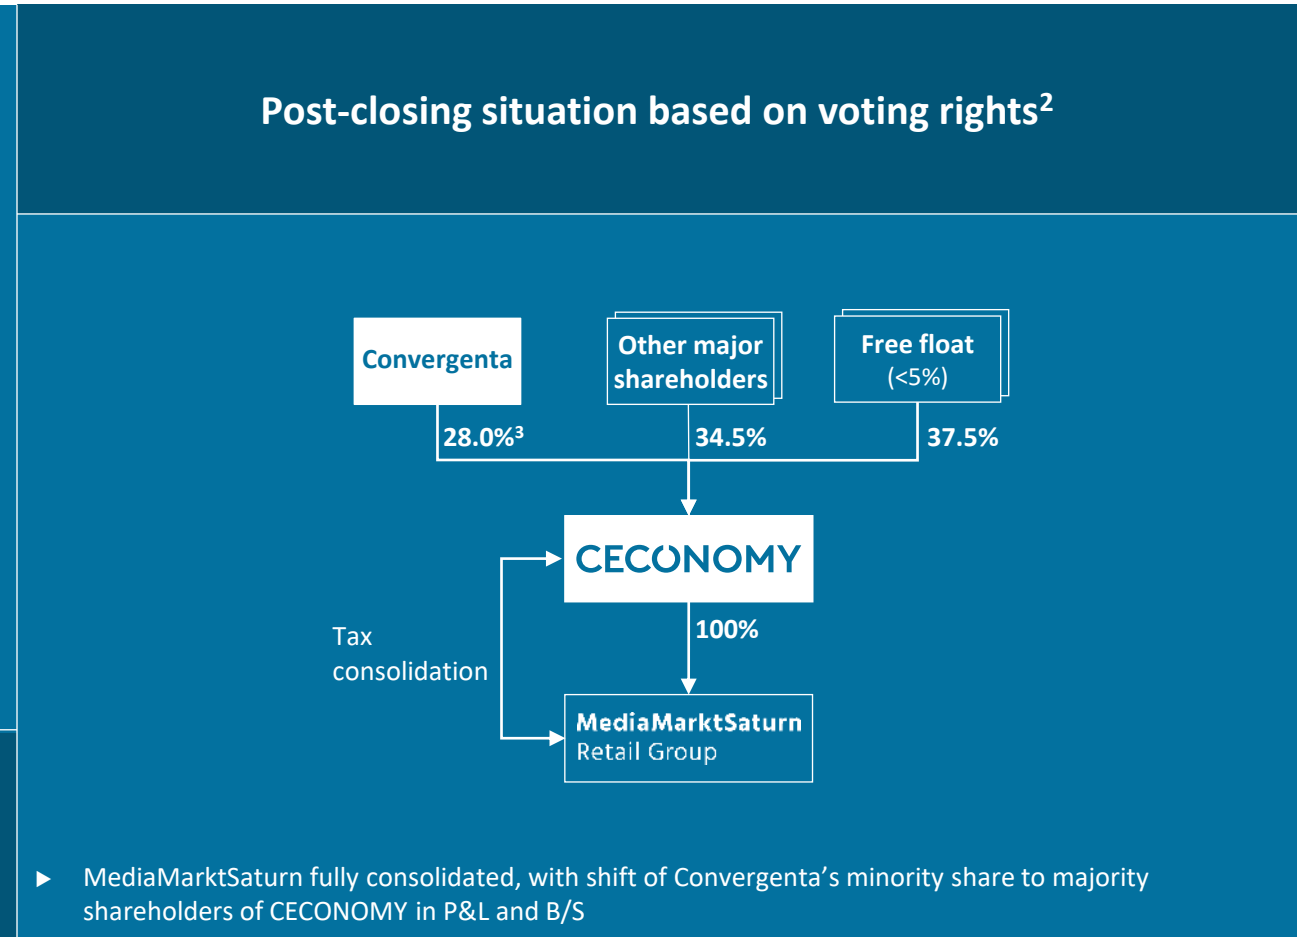 Post-closing situation based on voting rights²
Convergenta
Other major
shareholders
Free float
(<5%)
28.0%³
34.5%
37.5%
CECONOMY
Tax
consolidation
100%
MediaMarktSaturn
Retail Group
► MediaMarktSaturn fully consolidated, with shift of Convergenta’s minority share to majority
shareholders of CECONOMY in P&L and B/S